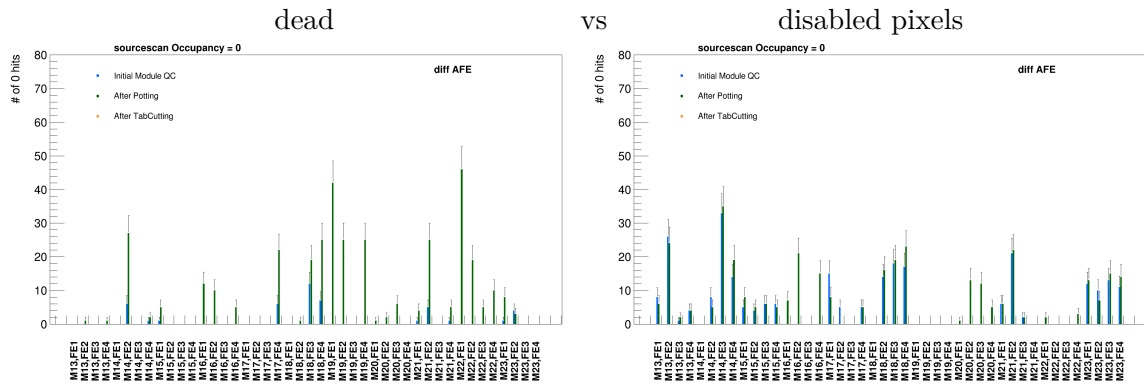 dead vs disabled pixels
sourcescan Occupancy = 0
# of 0 hits
diff AFE
Initial Module QC
After Potting
After TabCutting
80
70
60
50
40
30
20
10
0
M13,FE1
M13,FE2
M13,FE3
M13,FE4
M14,FE1
M14,FE2
M14,FE3
M14,FE4
M15,FE1
M15,FE2
M15,FE3
M15,FE4
M16,FE1
M16,FE2
M16,FE3
M16,FE4
M17,FE1
M17,FE2
M17,FE3
M17,FE4
M18,FE1
M18,FE2
M18,FE3
M18,FE4
M19,FE1
M19,FE2
M19,FE3
M19,FE4
M20,FE1
M20,FE2
M20,FE3
M20,FE4
M21,FE1
M21,FE2
M21,FE3
M21,FE4
M22,FE1
M22,FE2
M22,FE3
M22,FE4
M23,FE1
M23,FE2
M23,FE3
M23,FE4
sourcescan Occupancy = 0
# of 0 hits
diff AFE
Initial Module QC
After Potting
After TabCutting
80
70
60
50
40
30
20
10
0
M13,FE1
M13,FE2
M13,FE3
M13,FE4
M14,FE1
M14,FE2
M14,FE3
M14,FE4
M15,FE1
M15,FE2
M15,FE3
M15,FE4
M16,FE1
M16,FE2
M16,FE3
M16,FE4
M17,FE1
M17,FE2
M17,FE3
M17,FE4
M18,FE1
M18,FE2
M18,FE3
M18,FE4
M19,FE1
M19,FE2
M19,FE3
M19,FE4
M20,FE1
M20,FE2
M20,FE3
M20,FE4
M21,FE1
M21,FE2
M21,FE3
M21,FE4
M22,FE1
M22,FE2
M22,FE3
M22,FE4
M23,FE1
M23,FE2
M23,FE3
M23,FE4